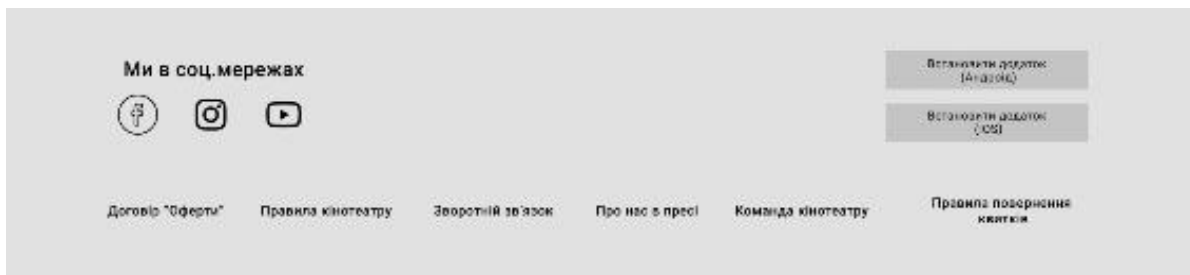 Ми в соц.мережах
Встановити додаток
(Андроід)
Встановити додаток
(iOS)
Договір "Оферти"
Правила кінотеатру
Зворотній зв'язок
Про нас в пресі
Команда кінотеатру
Правила повернення
квитків